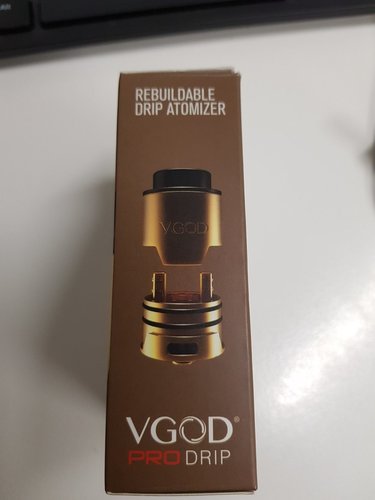 REBUILDABLE
DRIP ATOMIZER
VGOD
VGOD®
PRO DRIP